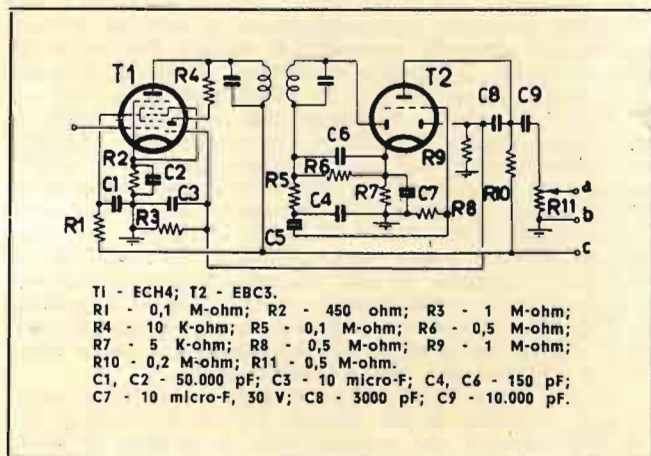 T1
R4
T2
C8 C9
C6
R9
R2
C2
R6
C1
C3
R5
R7
C7
R10
a
R1
R3
C4
R8
R11
b
C5
c
T1 - ECH4; T2 - EBC3.
R1 - 0,1 M-ohm; R2 - 450 ohm; R3 - 1 M-ohm;
R4 - 10 K-ohm; R5 - 0,1 M-ohm; R6 - 0,5 M-ohm;
R7 - 5 K-ohm; R8 - 0,5 M-ohm; R9 - 1 M-ohm;
R10 - 0,2 M-ohm; R11 - 0,5 M-ohm.
C1, C2 - 50.000 pF; C3 - 10 micro-F; C4, C6 - 150 pF;
C7 - 10 micro-F, 30 V; C8 - 3000 pF; C9 - 10.000 pF.